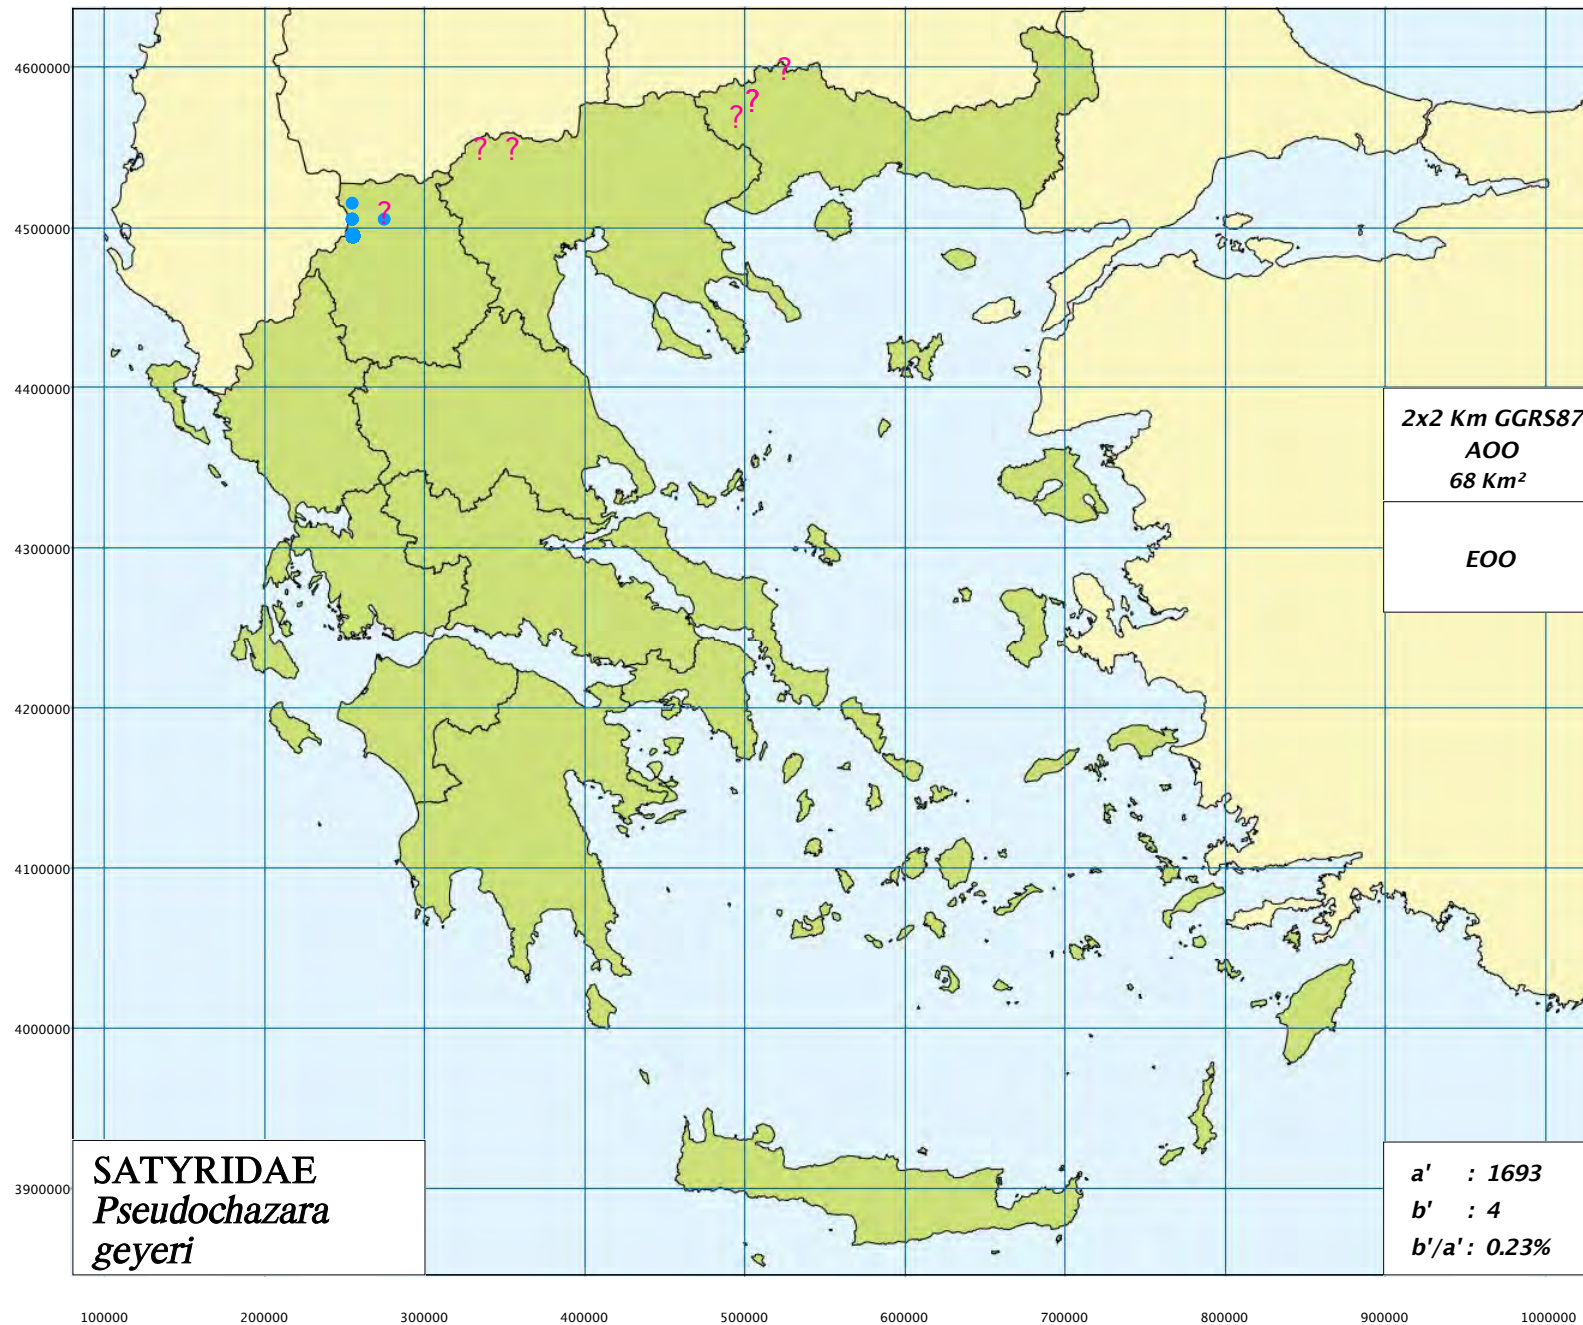 ?
? ?
? ?
?
4600000
4500000
4400000
4300000
4200000
4100000
4000000
3900000
2x2 Km GGRS87
AOO
68 Km²
EOO
SATYRIDAE
Pseudochazara
geyeri
a' : 1693
b' : 4
b'/a' : 0.23%
100000 200000 300000 400000 500000 600000 700000 800000 900000 1000000